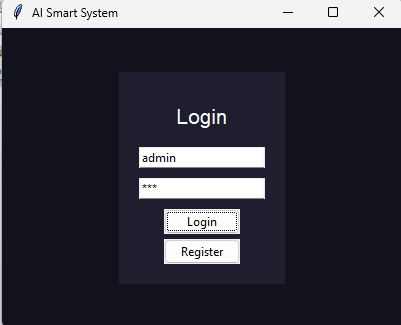 AI Smart System
Login
admin
***
Login
Register